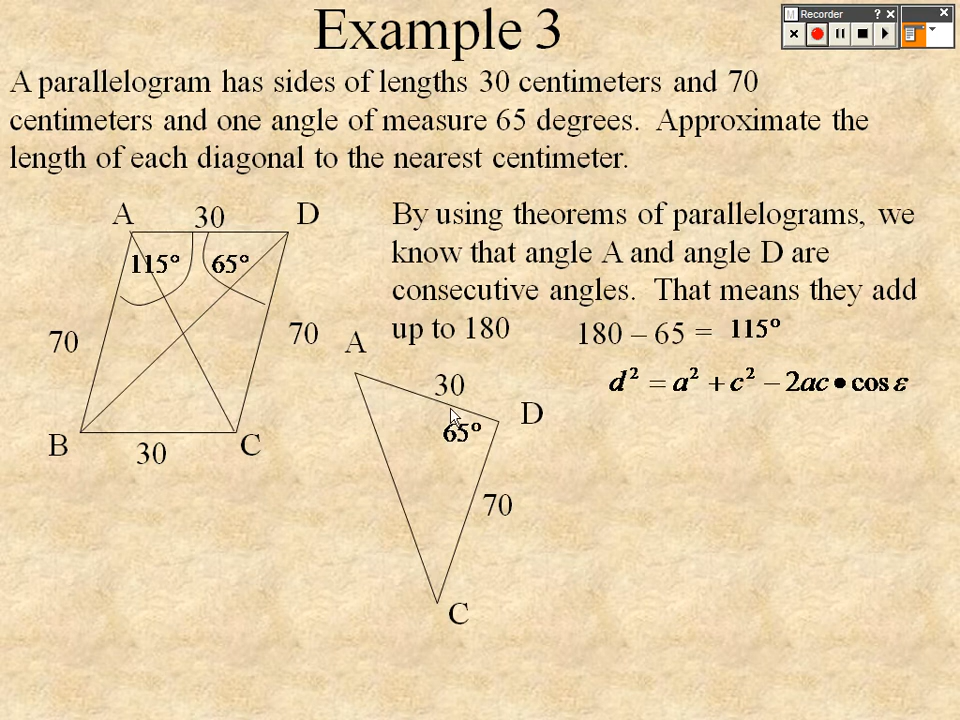 Example 3
Recorder
A parallelogram has sides of lengths 30 centimeters and 70
centimeters and one angle of measure 65 degrees. Approximate the
length of each diagonal to the nearest centimeter.
A 30 D
115° 65°
70 70
B 30 C
By using theorems of parallelograms, we
know that angle A and angle D are
consecutive angles. That means they add
up to 180 180 – 65 = 115°
d² = a² + c² − 2ac • cos ε
A
30
D
65°
70
C